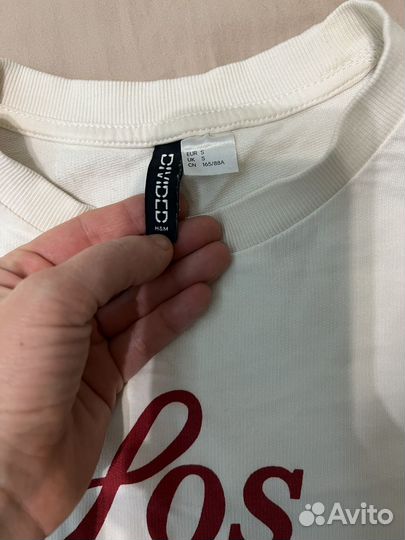 DIVIDED
H&M
EUR S
UK S
CN 165/88A
Los
Avito